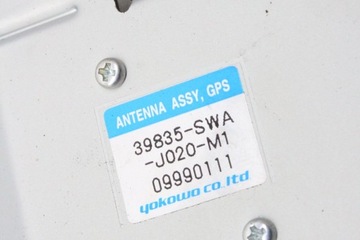 ANTENNA ASSY, GPS
39835-SWA
-J020-M1
09990111
yokowo co.,ltd